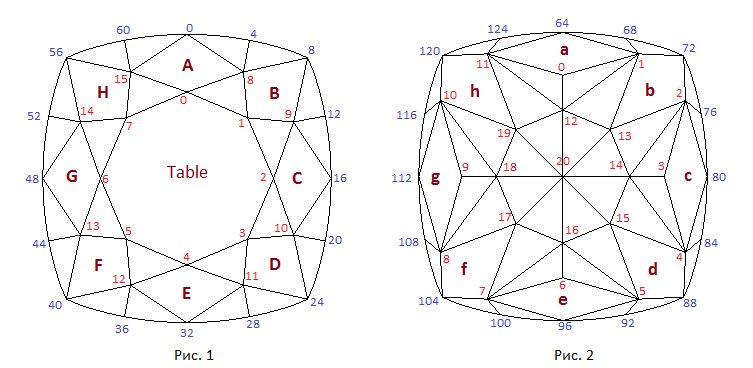 60 0 4 124 64 68
56 8 120 72
A a
15 8 11 0 1
H B h b
0 10 2
14 9
52 7 1 12 116 12 76
19 13
Table 20
48 G 6 2 C 16 112 g 9 18 14 3 c 80
13 5 3 10 17 15
44 4 20 108 16 84
F D 8 4
12 11 f d
40 E 24 104 7 6 5 88
e
36 32 28 100 96 92
Рис. 1 Рис. 2